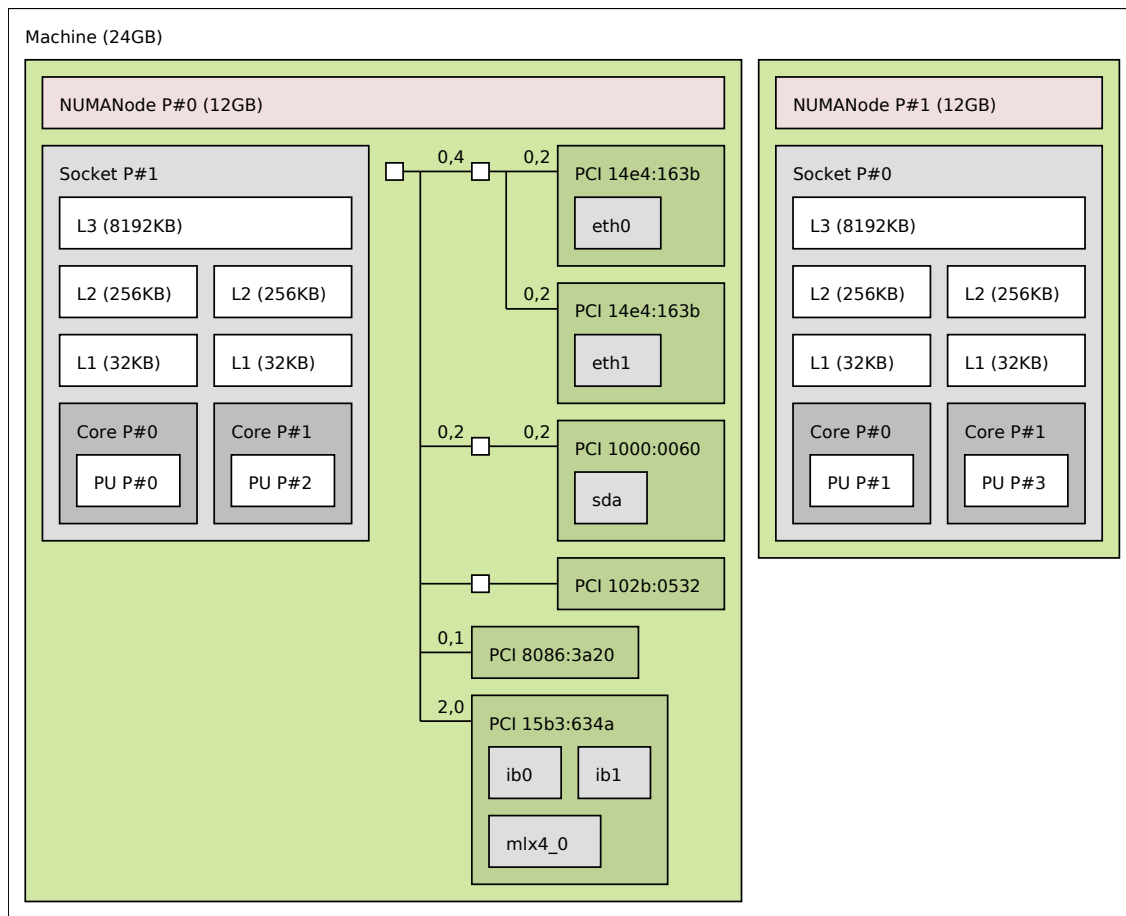 Machine (24GB)
NUMANode P#0 (12GB)
Socket P#1
L3 (8192KB)
L2 (256KB)
L2 (256KB)
L1 (32KB)
L1 (32KB)
Core P#0
PU P#0
Core P#1
PU P#2
0,4
0,2
PCI 14e4:163b
eth0
0,2
PCI 14e4:163b
eth1
0,2
0,2
PCI 1000:0060
sda
PCI 102b:0532
0,1
PCI 8086:3a20
2,0
PCI 15b3:634a
ib0
ib1
mlx4_0
NUMANode P#1 (12GB)
Socket P#0
L3 (8192KB)
L2 (256KB)
L2 (256KB)
L1 (32KB)
L1 (32KB)
Core P#0
PU P#1
Core P#1
PU P#3